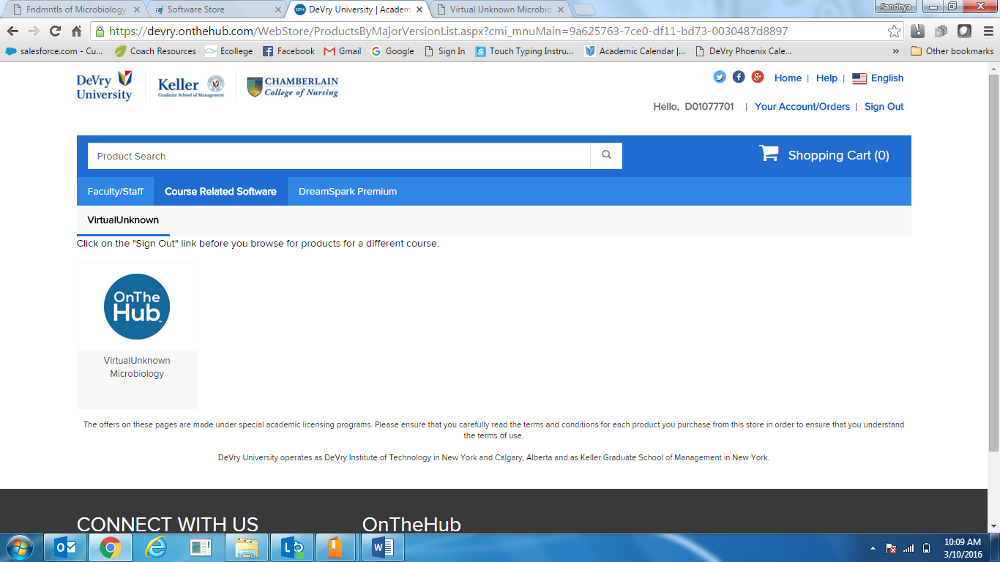 Fndmntls of Microbiology
Software Store
DeVry University | Academ
Virtual Unknown Microbio
Sandhya
https://devry.onthehub.com/WebStore/ProductsByMajorVersionList.aspx?cmi_mnuMain=9a625763-7ce0-df11-bd73-0030487d8897
salesforce.com - Cu...
Coach Resources
Ecollege
Facebook
Gmail
Google
Sign In
Touch Typing Instru...
Academic Calendar |...
DeVry Phoenix Cale...
»
Other bookmarks
DeVry
University
Keller
Graduate School of Management
CHAMBERLAIN
College of Nursing
Home | Help | English
Hello, D01077701 | Your Account/Orders | Sign Out
Product Search
Shopping Cart (0)
Faculty/Staff
Course Related Software
DreamSpark Premium
VirtualUnknown
Click on the "Sign Out" link before you browse for products for a different course.
OnThe
Hub™
VirtualUnknown
Microbiology
The offers on these pages are made under special academic licensing programs. Please ensure that you carefully read the terms and conditions for each product you purchase from this store in order to ensure that you understand
the terms of use.
DeVry University operates as DeVry Institute of Technology in New York and Calgary, Alberta and as Keller Graduate School of Management in New York.
CONNECT WITH US
OnTheHub
10:09 AM
3/10/2016